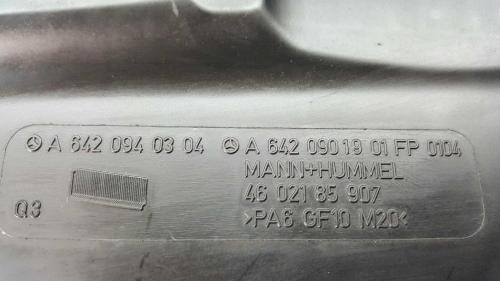 A 642 094 03 04 A 642 090 19 01 FP 0104
MANN+HUMMEL
46 021 85 907
Q3 >PA6 GF10 M20<